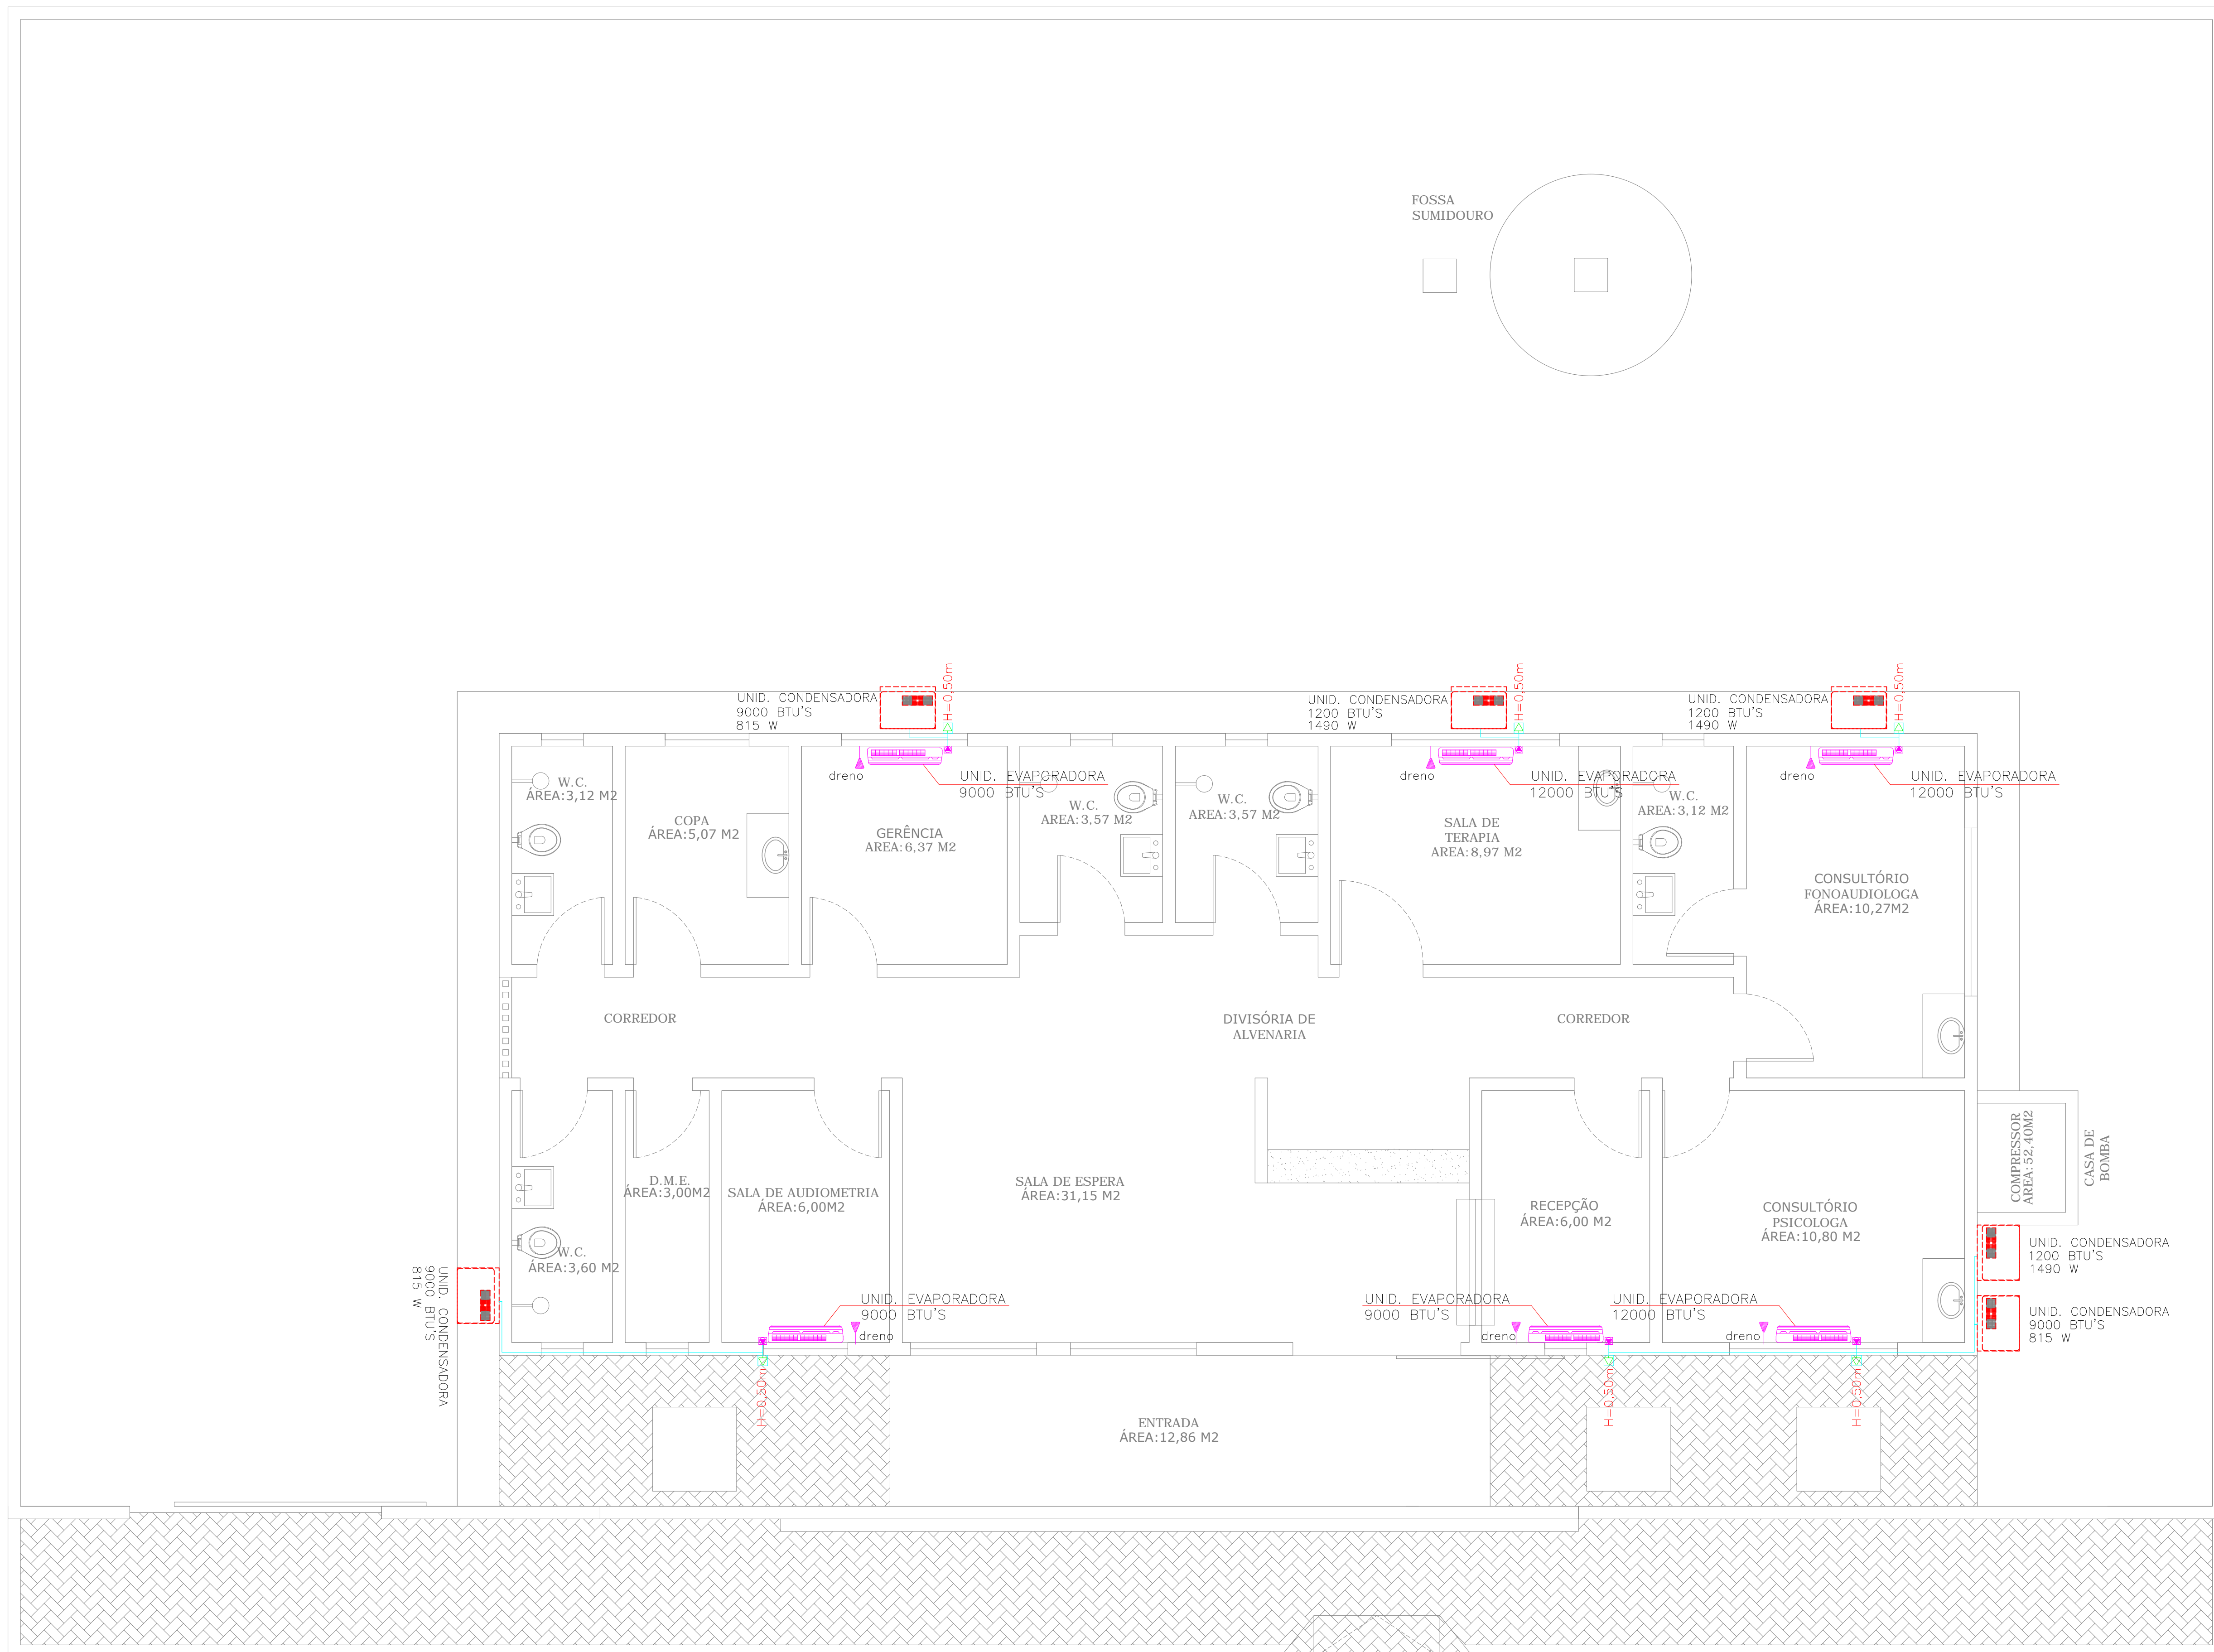 FOSSA
SUMIDOURO
UNID. CONDENSADORA
9000 BTU'S
815 W
H=0,50m
UNID. CONDENSADORA
1200 BTU'S
1490 W
H=0,50m
UNID. CONDENSADORA
1200 BTU'S
1490 W
H=0,50m
dreno
UNID. EVAPORADORA
9000 BTU'S
dreno
UNID. EVAPORADORA
12000 BTU'S
dreno
UNID. EVAPORADORA
12000 BTU'S
W.C.
ÁREA:3,12 M2
COPA
ÁREA:5,07 M2
GERÊNCIA
AREA:6,37 M2
W.C.
AREA:3,57 M2
W.C.
AREA:3,57 M2
SALA DE
TERAPIA
AREA:8,97 M2
W.C.
AREA:3,12 M2
CONSULTÓRIO
FONOAUDIOLOGA
ÁREA:10,27M2
CORREDOR
DIVISÓRIA DE
ALVENARIA
CORREDOR
D.M.E.
ÁREA:3,00M2
SALA DE AUDIOMETRIA
ÁREA:6,00M2
SALA DE ESPERA
ÁREA:31,15 M2
RECEPÇÃO
ÁREA:6,00 M2
CONSULTÓRIO
PSICOLOGA
ÁREA:10,80 M2
COMPRESSOR
AREA:52,40M2
CASA DE
BOMBA
W.C.
ÁREA:3,60 M2
UNID. CONDENSADORA
9000 BTU'S
815 W
UNID. EVAPORADORA
9000 BTU'S
dreno
UNID. EVAPORADORA
9000 BTU'S
dreno
UNID. EVAPORADORA
12000 BTU'S
dreno
UNID. CONDENSADORA
1200 BTU'S
1490 W
UNID. CONDENSADORA
9000 BTU'S
815 W
H=0,50m
H=0,50m
H=0,50m
ENTRADA
ÁREA:12,86 M2